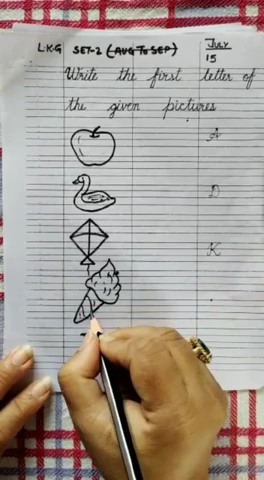 L.K.G SET-2 (AUG To SEP) JULY
15
Write the first letter of
the given pictures
A
D
K